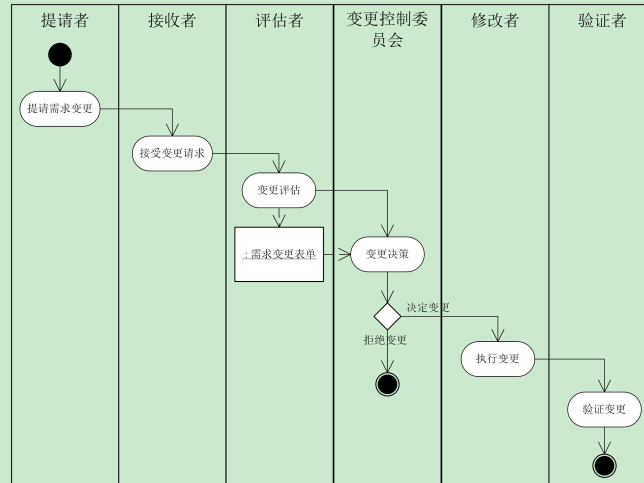 提请者
接收者
评估者
变更控制委
员会
修改者
验证者
提请需求变更
接受变更请求
变更评估
: 需求变更表单
变更决策
决定变更
拒绝变更
执行变更
验证变更